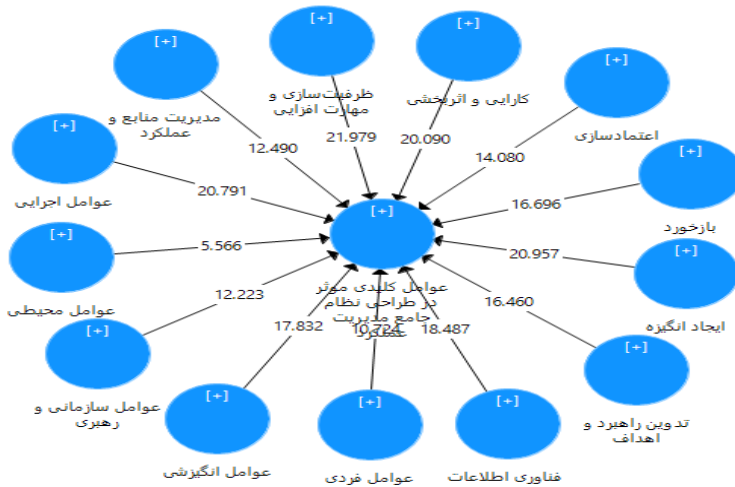 [+]
[+]
[+]
[+]
ظرفیت‌سازی و
مهارت افزایی
کارایی و اثربخشی
مدیریت منابع و
عملکرد
اعتمادسازی
[+]
[+]
12.490
21.979
20.090
14.080
عوامل اجرایی
20.791
16.696
بازخورد
[+]
[+]
[+]
5.566
20.957
عوامل محیطی
ایجاد انگیزه
عوامل کلیدی موثر
در طراحی نظام
جامع مدیریت
عملکرد
12.223
17.832
10.724
18.487
16.460
[+]
[+]
عوامل سازمانی و
رهبری
تدوین راهبرد و
اهداف
[+]
[+]
[+]
عوامل انگیزشی
عوامل فردی
فناوری اطلاعات